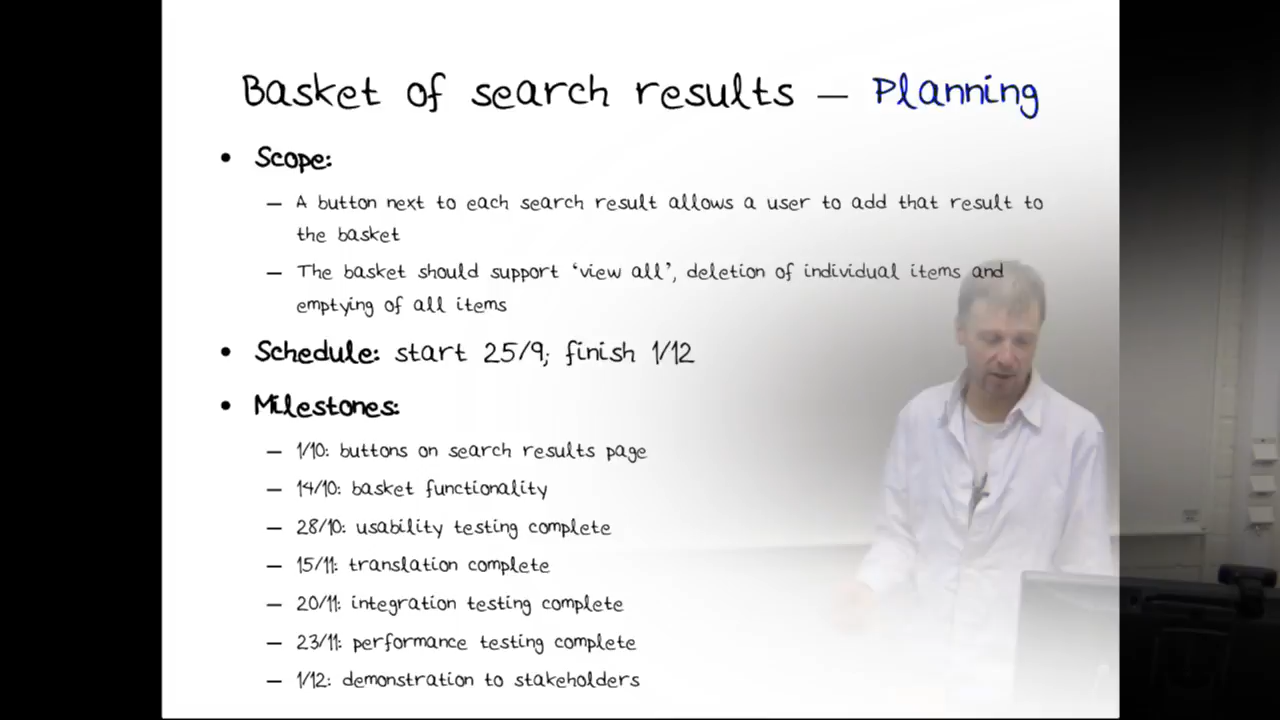 Basket of search results — Planning
• Scope:
— A button next to each search result allows a user to add that result to
the basket
— The basket should support ‘view all’, deletion of individual items and
emptying of all items
• Schedule: start 25/9; finish 1/12
• Milestones:
— 1/10: buttons on search results page
— 14/10: basket functionality
— 28/10: usability testing complete
— 15/11: translation complete
— 20/11: integration testing complete
— 23/11: performance testing complete
— 1/12: demonstration to stakeholders